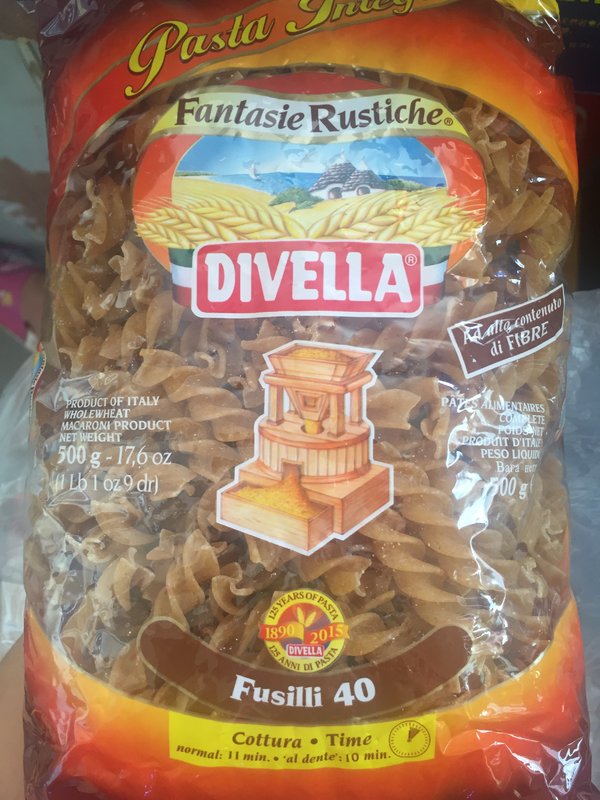 Pasta Integ
Fantasie Rustiche®
DIVELLA®
Ad alto contenuto
di FIBRE
PRODUCT OF ITALY
WHOLEWHEAT
MACARONI PRODUCT
NET WEIGHT
500 g - 17,6 oz
(1 Lb 1 oz 9 dr)
PATES ALIMENTAIRES
COMPLETE
POIDS NET
PRODUIT D'ITALIE
PESO LIQUIDO
500 g
125 YEARS OF PASTA
1890 2015
DIVELLA
125 ANNI DI PASTA
Fusilli 40
Cottura • Time
normal: 11 min. • 'al dente': 10 min.